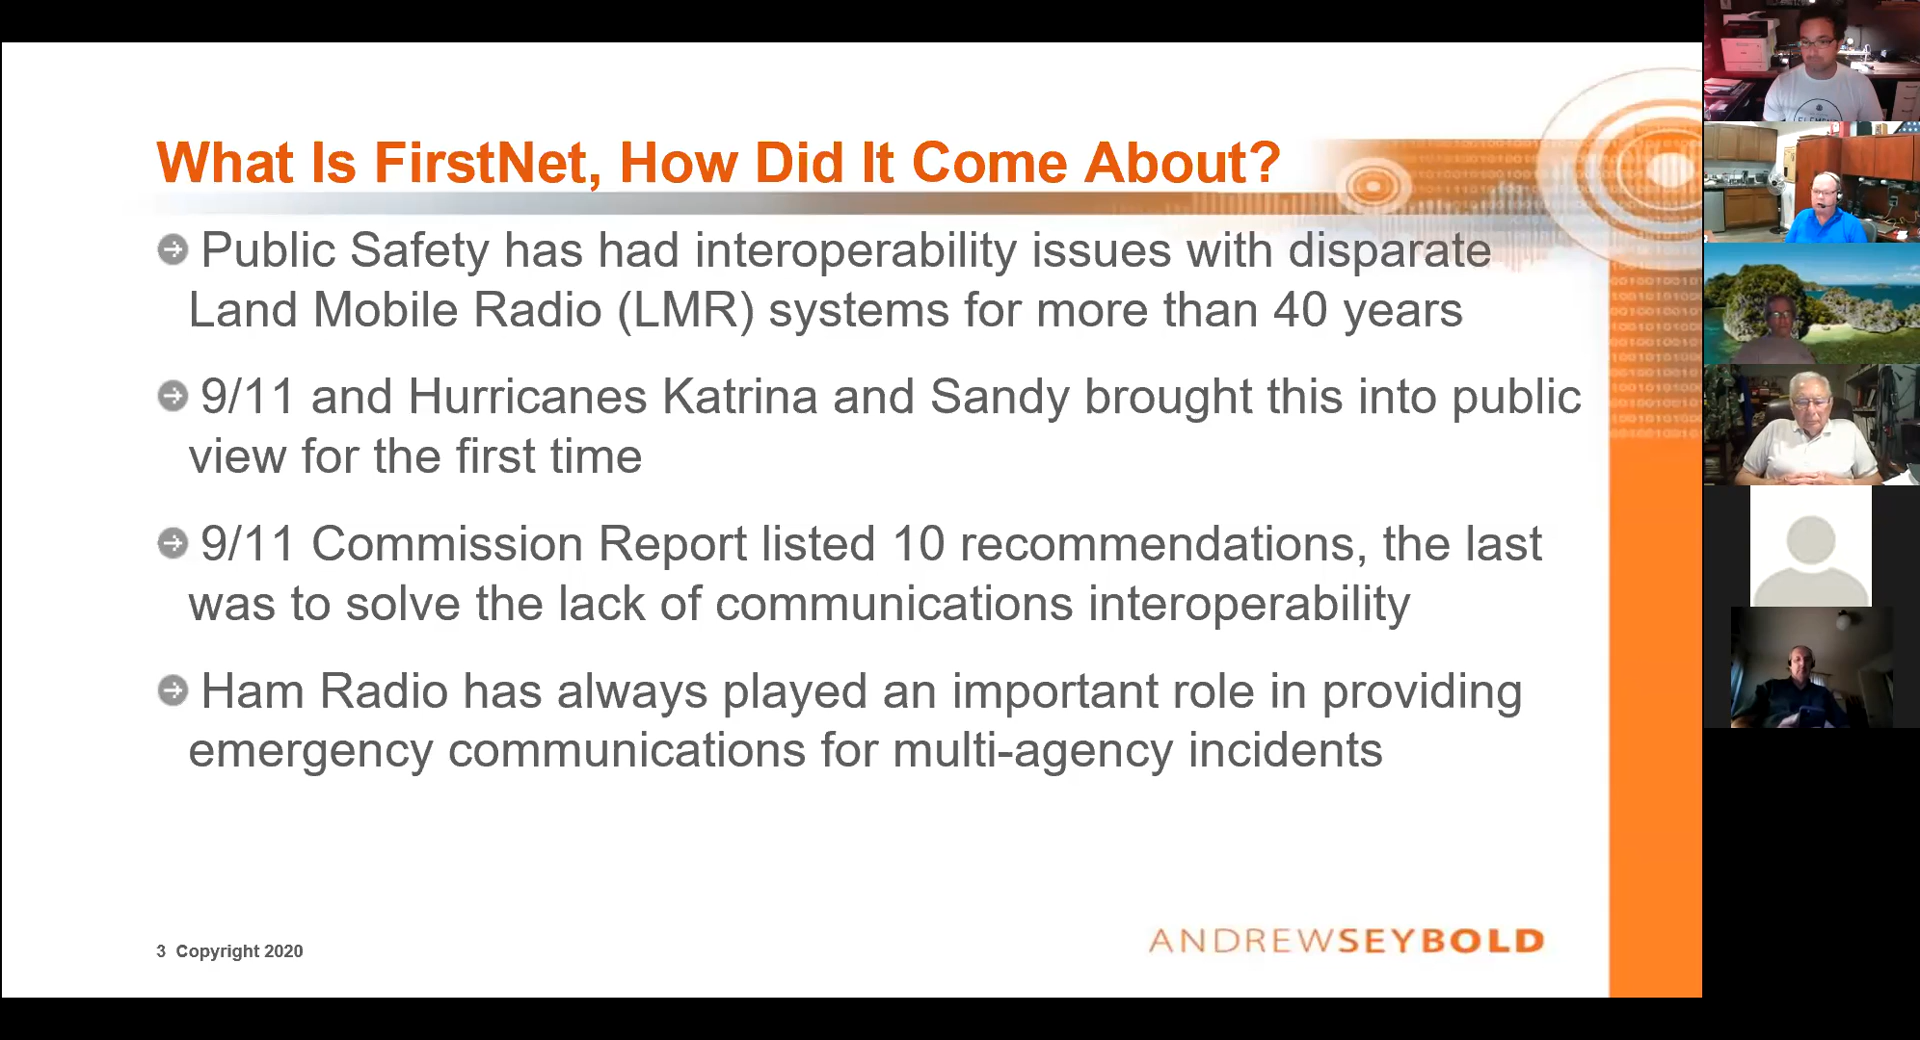 What Is FirstNet, How Did It Come About?
Public Safety has had interoperability issues with disparate
Land Mobile Radio (LMR) systems for more than 40 years
9/11 and Hurricanes Katrina and Sandy brought this into public
view for the first time
9/11 Commission Report listed 10 recommendations, the last
was to solve the lack of communications interoperability
Ham Radio has always played an important role in providing
emergency communications for multi-agency incidents
3 Copyright 2020
ANDREWSEYBOLD